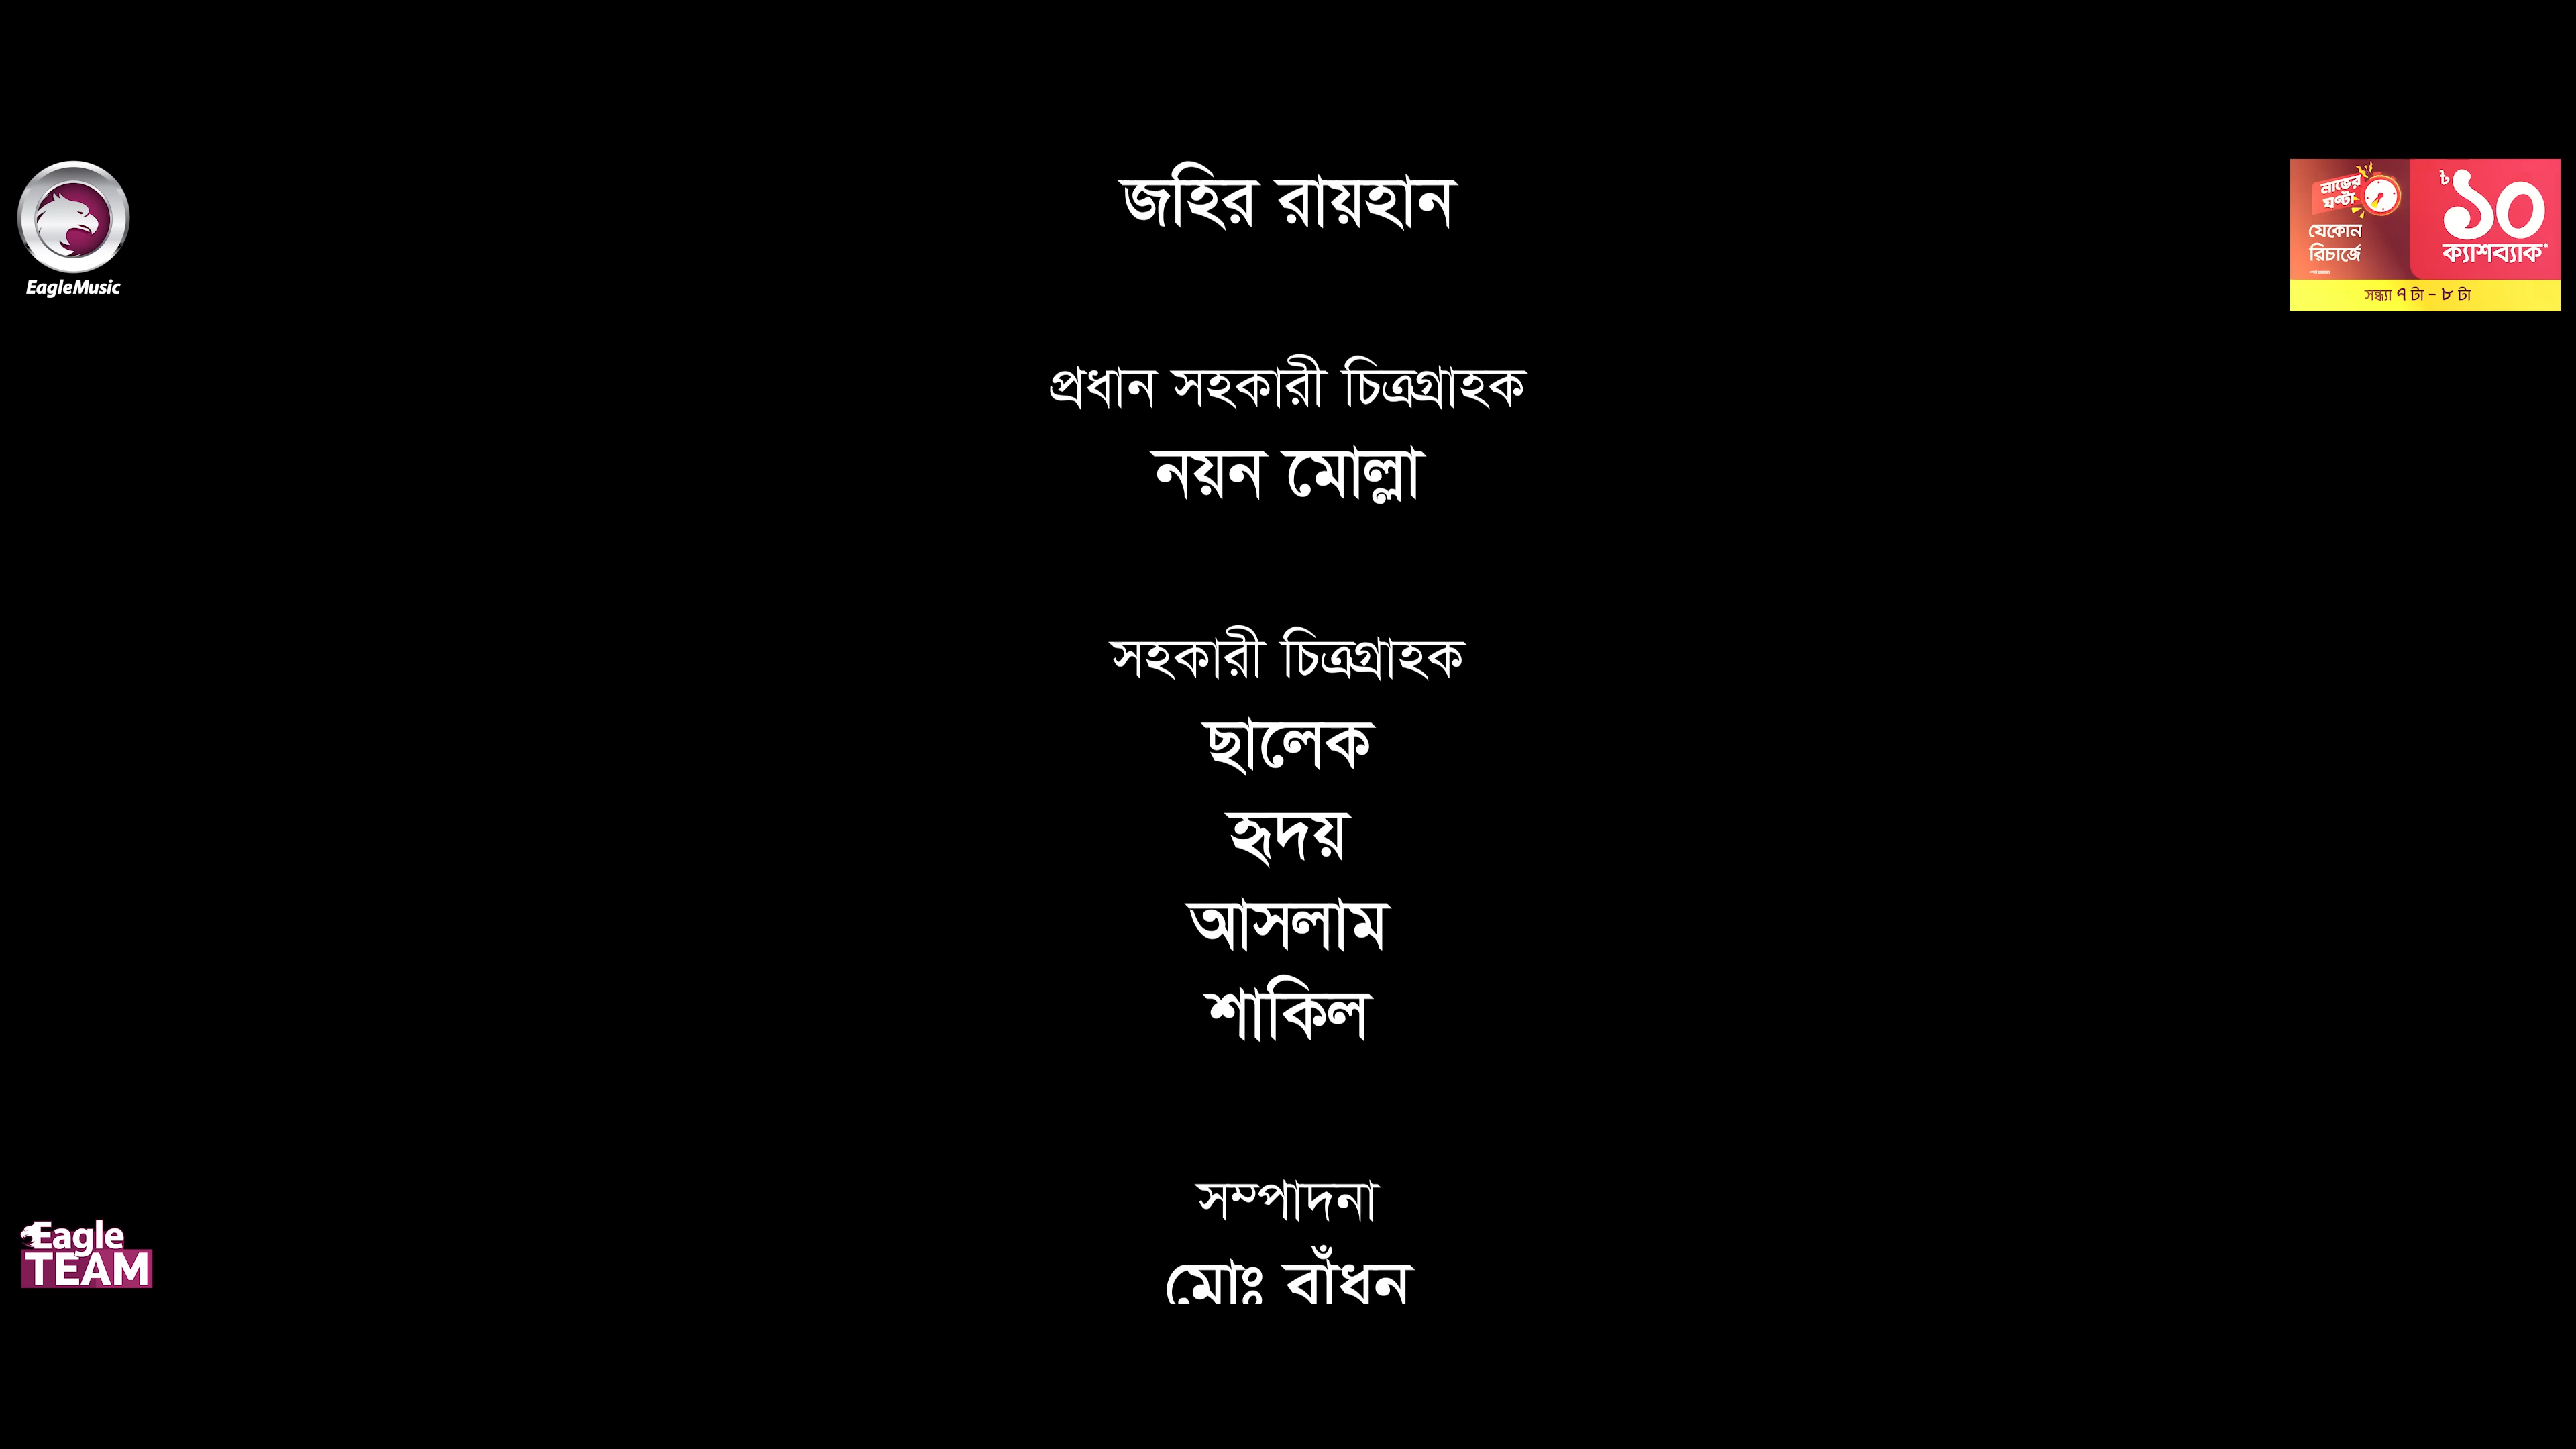 জহির রায়হান
প্রধান সহকারী চিত্রগ্রাহক
নয়ন মোল্লা
সহকারী চিত্রগ্রাহক
ছালেক
হৃদয়
আসলাম
শাকিল
সম্পাদনা
মোঃ বাঁধন
EagleMusic
Eagle
TEAM
লাভের
ঘণ্টা
যেকোন
রিচার্জে
৳১০
ক্যাশব্যাক*
সন্ধ্যা ৭ টা - ৮ টা